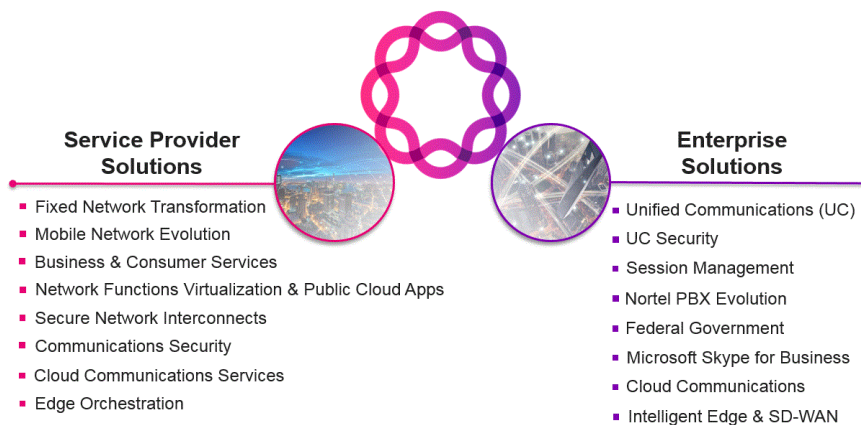 Service Provider
Solutions
Fixed Network Transformation
Mobile Network Evolution
Business & Consumer Services
Network Functions Virtualization & Public Cloud Apps
Secure Network Interconnects
Communications Security
Cloud Communications Services
Edge Orchestration
Enterprise
Solutions
Unified Communications (UC)
UC Security
Session Management
Nortel PBX Evolution
Federal Government
Microsoft Skype for Business
Cloud Communications
Intelligent Edge & SD-WAN